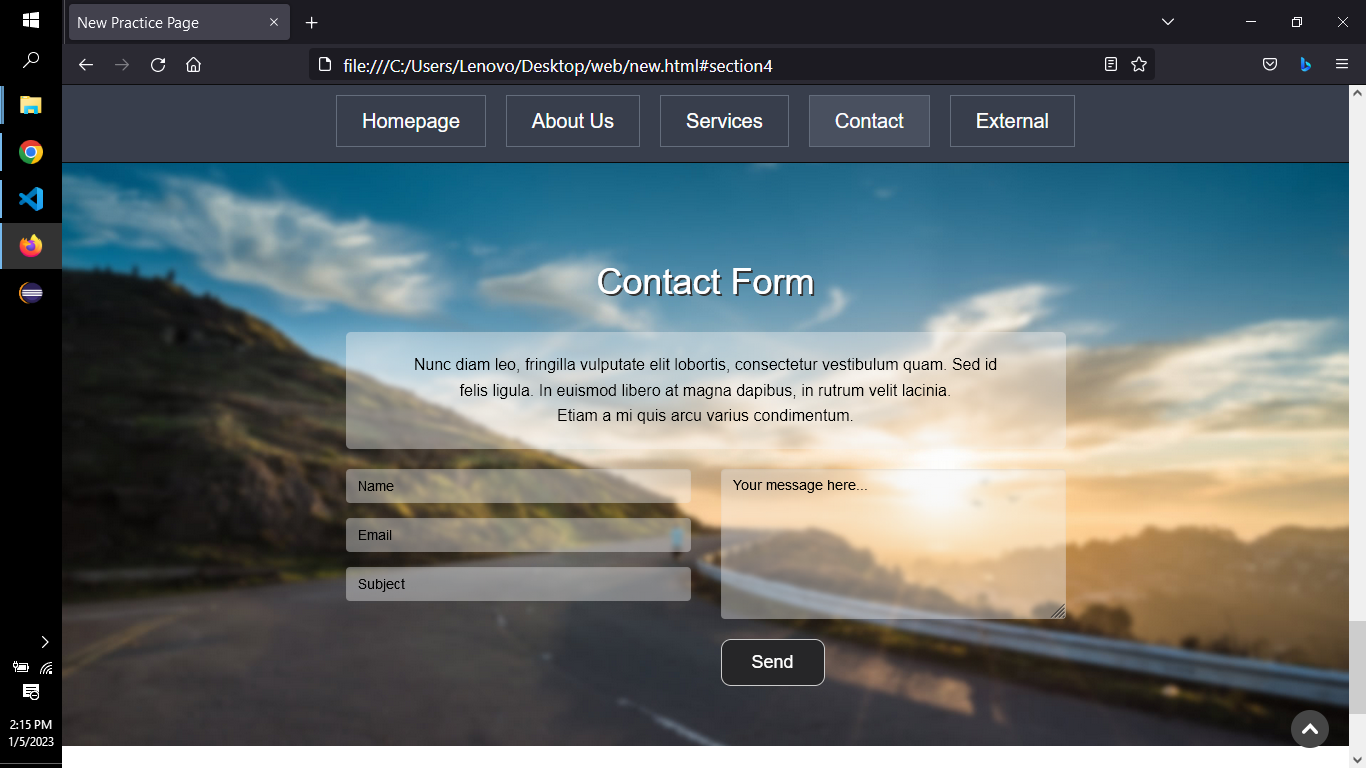 New Practice Page
file:///C:/Users/Lenovo/Desktop/web/new.html#section4
Homepage
About Us
Services
Contact
External
Contact Form
Nunc diam leo, fringilla vulputate elit lobortis, consectetur vestibulum quam. Sed id
felis ligula. In euismod libero at magna dapibus, in rutrum velit lacinia.
Etiam a mi quis arcu varius condimentum.
Name
Email
Subject
Your message here...
Send
2:15 PM
1/5/2023